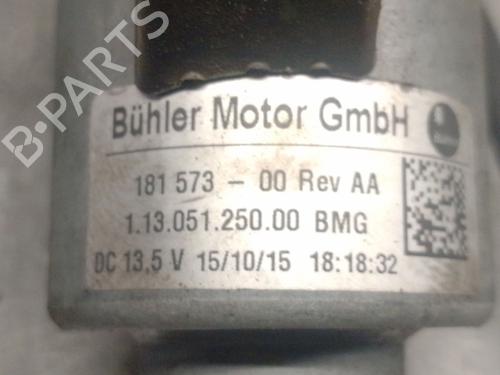 B-PARTS
Bühler Motor GmbH
181 573 - 00 Rev AA
1.13.051.250.00 BMG
DC 13,5 V 15/10/15 18:18:32